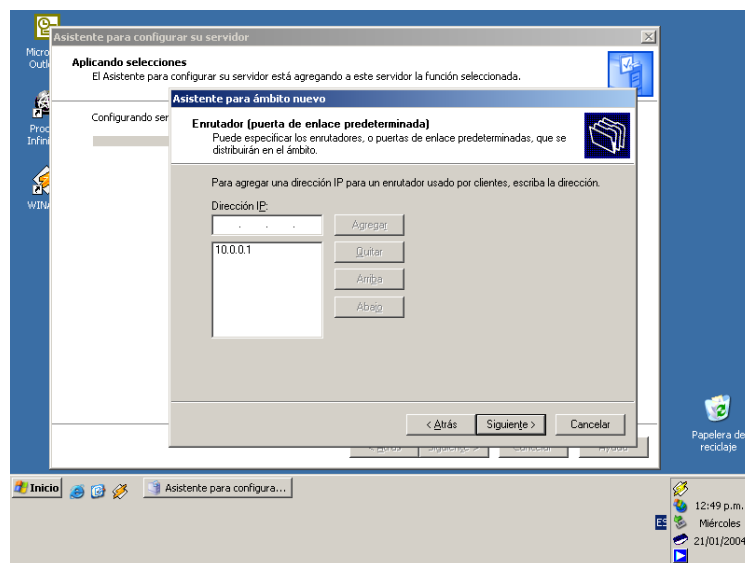 Asistente para configurar su servidor
Aplicando selecciones
El Asistente para configurar su servidor está agregando a este servidor la función seleccionada.
Configurando ser
Asistente para ámbito nuevo
Enrutador (puerta de enlace predeterminada)
Puede especificar los enrutadores, o puertas de enlace predeterminadas, que se
distribuirán en el ámbito.
Para agregar una dirección IP para un enrutador usado por clientes, escriba la dirección.
Dirección IP:
Agregar
10.0.0.1
Quitar
Arriba
Abajo
< Atrás
Siguiente >
Cancelar
Micro
Outl
Proc
Infini
WINA
Papelera de
reciclaje
Inicio
Asistente para configura...
ES
12:49 p.m.
Miércoles
21/01/2004